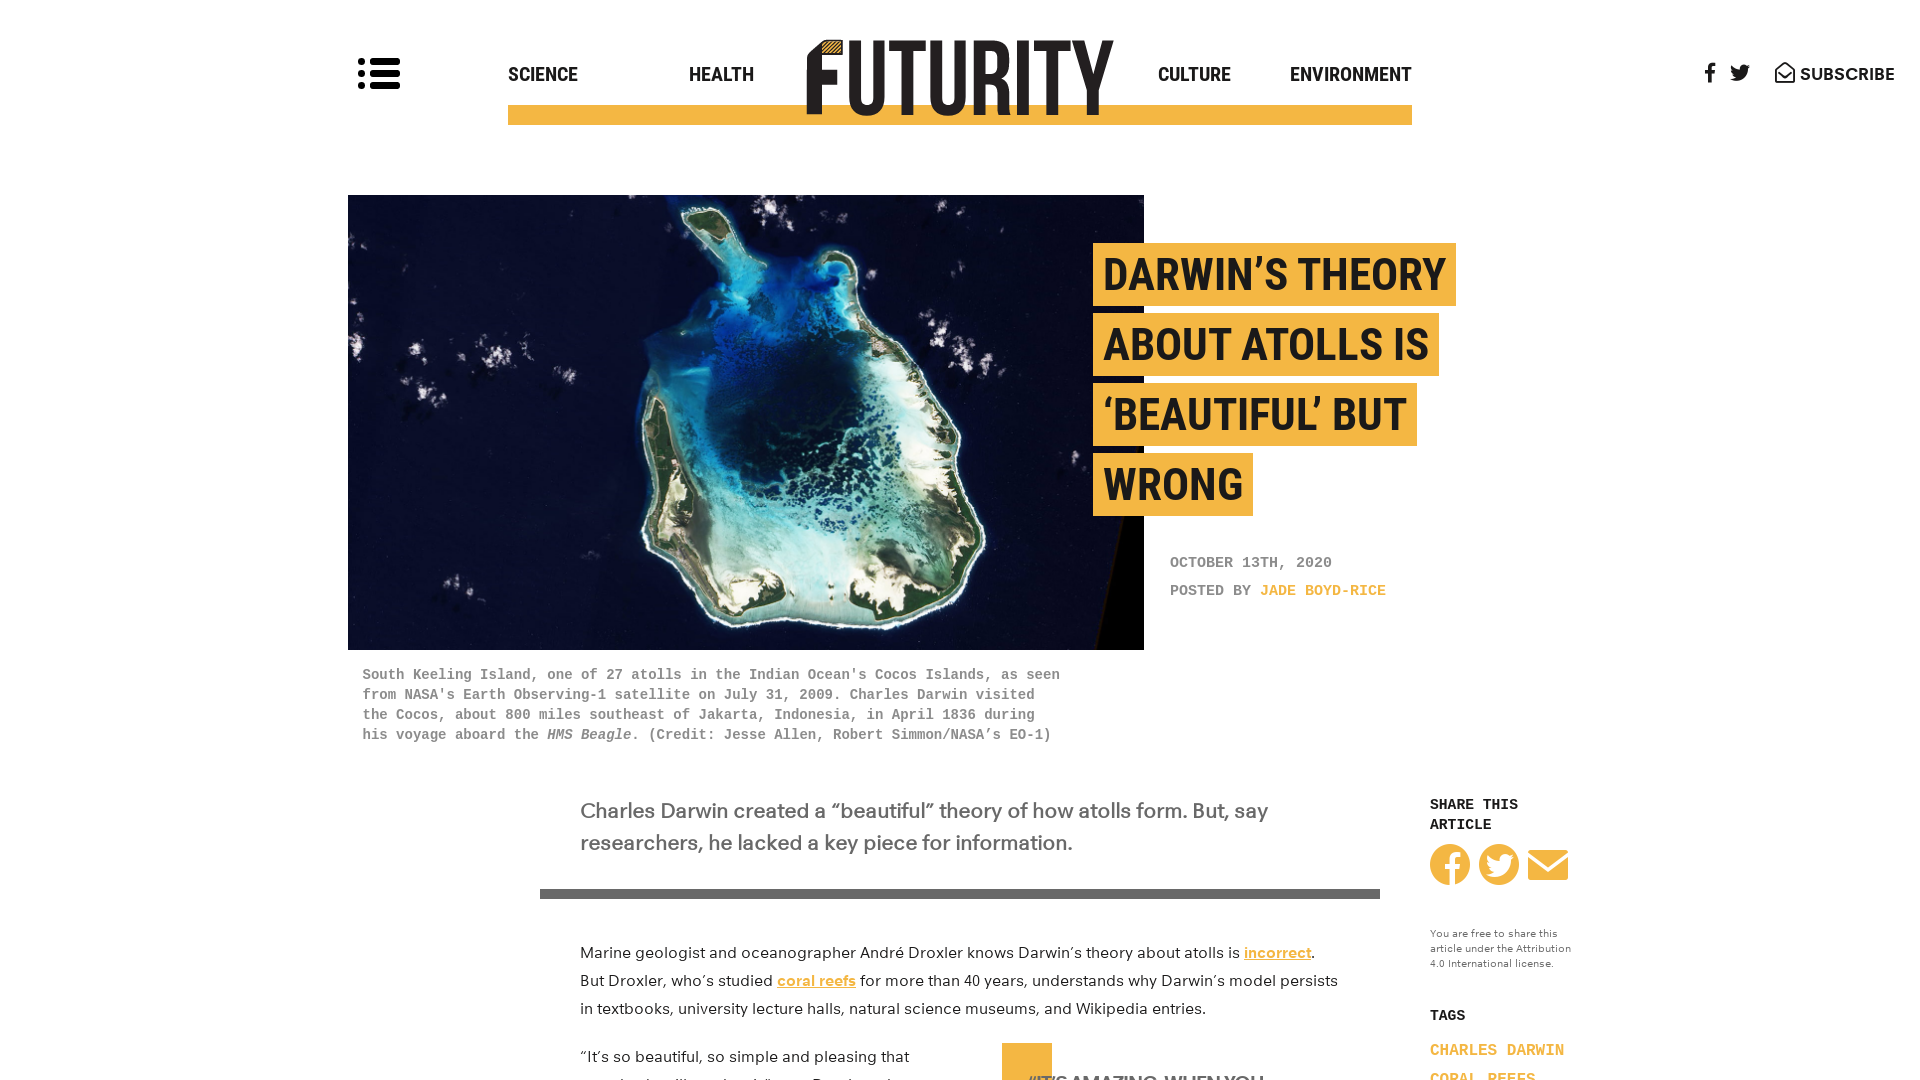 SCIENCE
HEALTH
FUTURITY
CULTURE
ENVIRONMENT
SUBSCRIBE
DARWIN’S THEORY
ABOUT ATOLLS IS
‘BEAUTIFUL’ BUT
WRONG
OCTOBER 13TH, 2020
POSTED BY JADE BOYD-RICE
South Keeling Island, one of 27 atolls in the Indian Ocean's Cocos Islands, as seen
from NASA's Earth Observing-1 satellite on July 31, 2009. Charles Darwin visited
the Cocos, about 800 miles southeast of Jakarta, Indonesia, in April 1836 during
his voyage aboard the HMS Beagle. (Credit: Jesse Allen, Robert Simmon/NASA’s EO-1)
Charles Darwin created a “beautiful” theory of how atolls form. But, say
researchers, he lacked a key piece for information.
Marine geologist and oceanographer André Droxler knows Darwin’s theory about atolls is incorrect.
But Droxler, who’s studied coral reefs for more than 40 years, understands why Darwin’s model persists
in textbooks, university lecture halls, natural science museums, and Wikipedia entries.
“It’s so beautiful, so simple and pleasing that
“IT’S AMAZING, WHEN YOU
SHARE THIS
ARTICLE
You are free to share this
article under the Attribution
4.0 International license.
TAGS
CHARLES DARWIN
CORAL REEFS